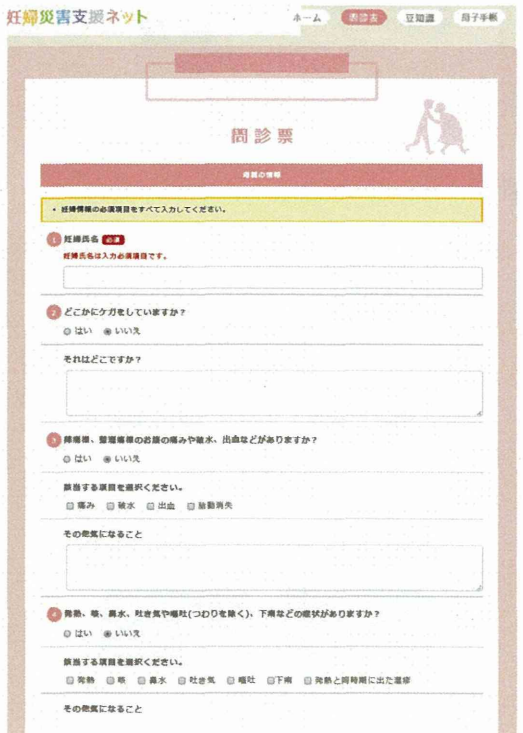 妊婦災害支援ネット
ホーム 問診表 豆知識 母子手帳
問診票
母親の情報
・ 妊婦情報の必須項目をすべて入力してください。
1 妊婦氏名 必須
妊婦氏名は入力必須項目です。
2 どこかにケガをしていますか？
はい いいえ
それはどこですか？
3 陣痛様、整理痛様のお腹の痛みや破水、出血などがありますか？
はい いいえ
該当する項目を選択ください。
痛み 破水 出血 胎動消失
その他気になること
4 発熱、咳、鼻水、吐き気や嘔吐(つわりを除く)、下痢などの症状がありますか？
はい いいえ
該当する項目を選択ください。
発熱 咳 鼻水 吐き気 嘔吐 下痢 発熱と同時期に出た湿疹
その他気になること